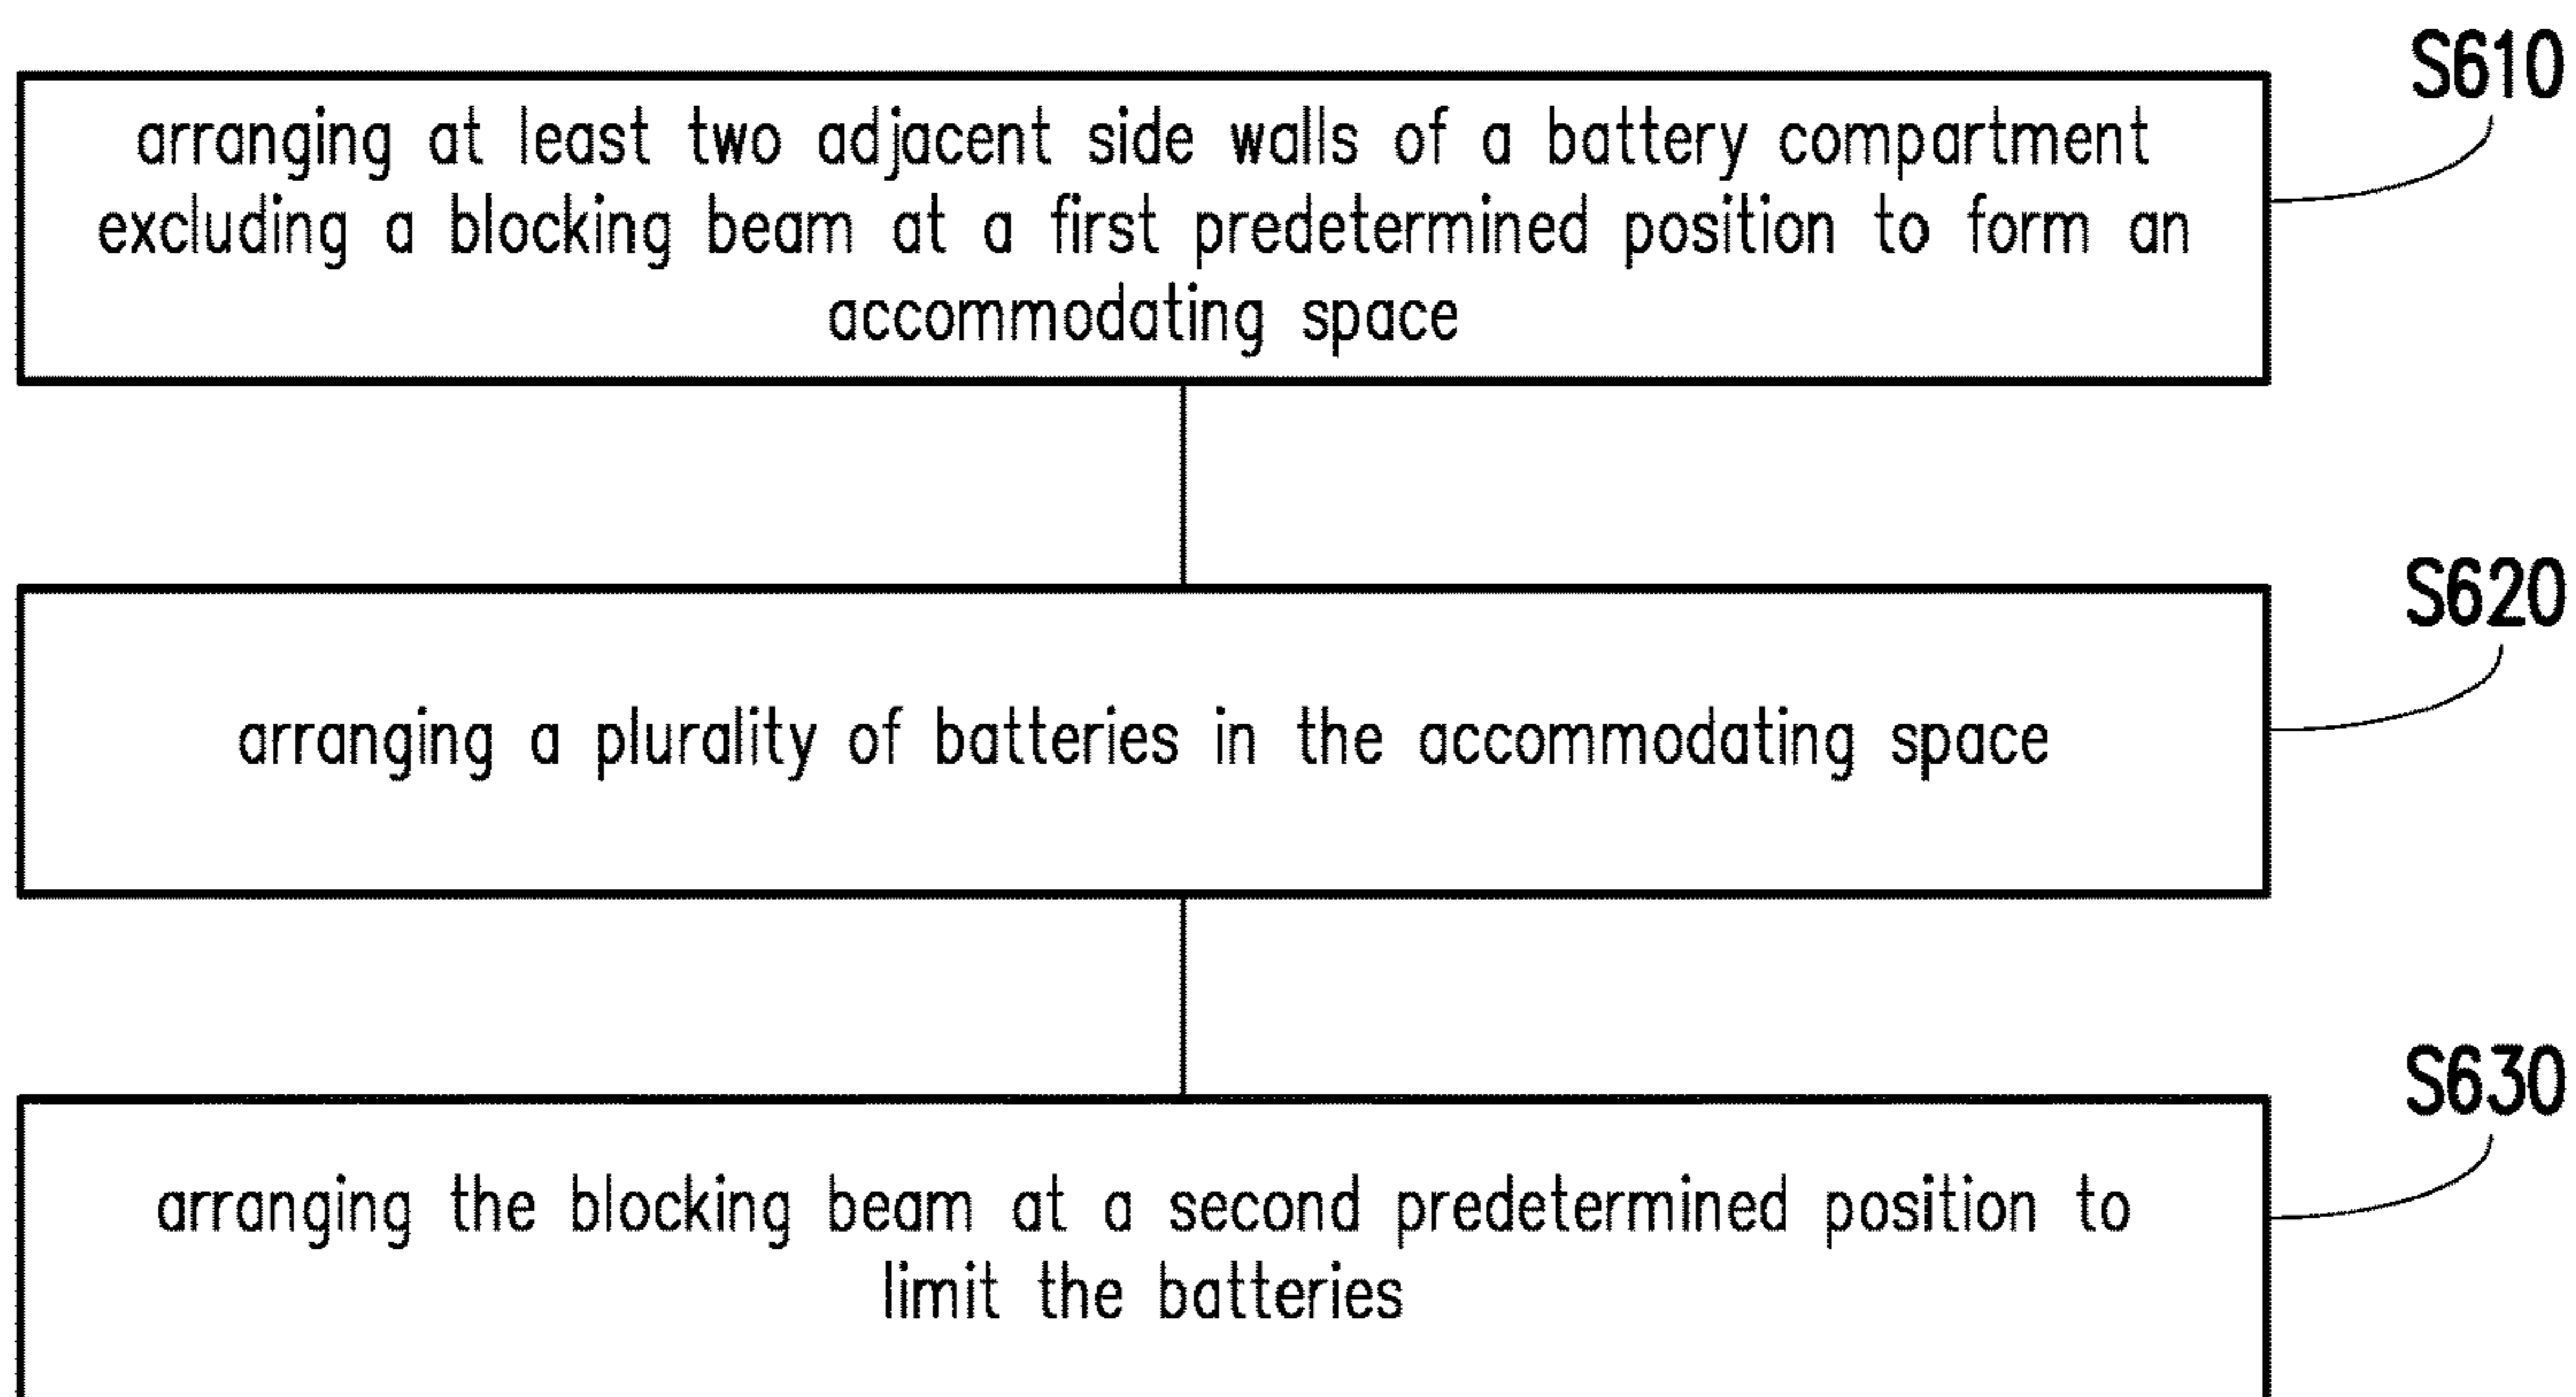 S610
arranging at least two adjacent side walls of a battery compartment
excluding a blocking beam at a first predetermined position to form an
accommodating space
S620
arranging a plurality of batteries in the accommodating space
S630
arranging the blocking beam at a second predetermined position to
limit the batteries